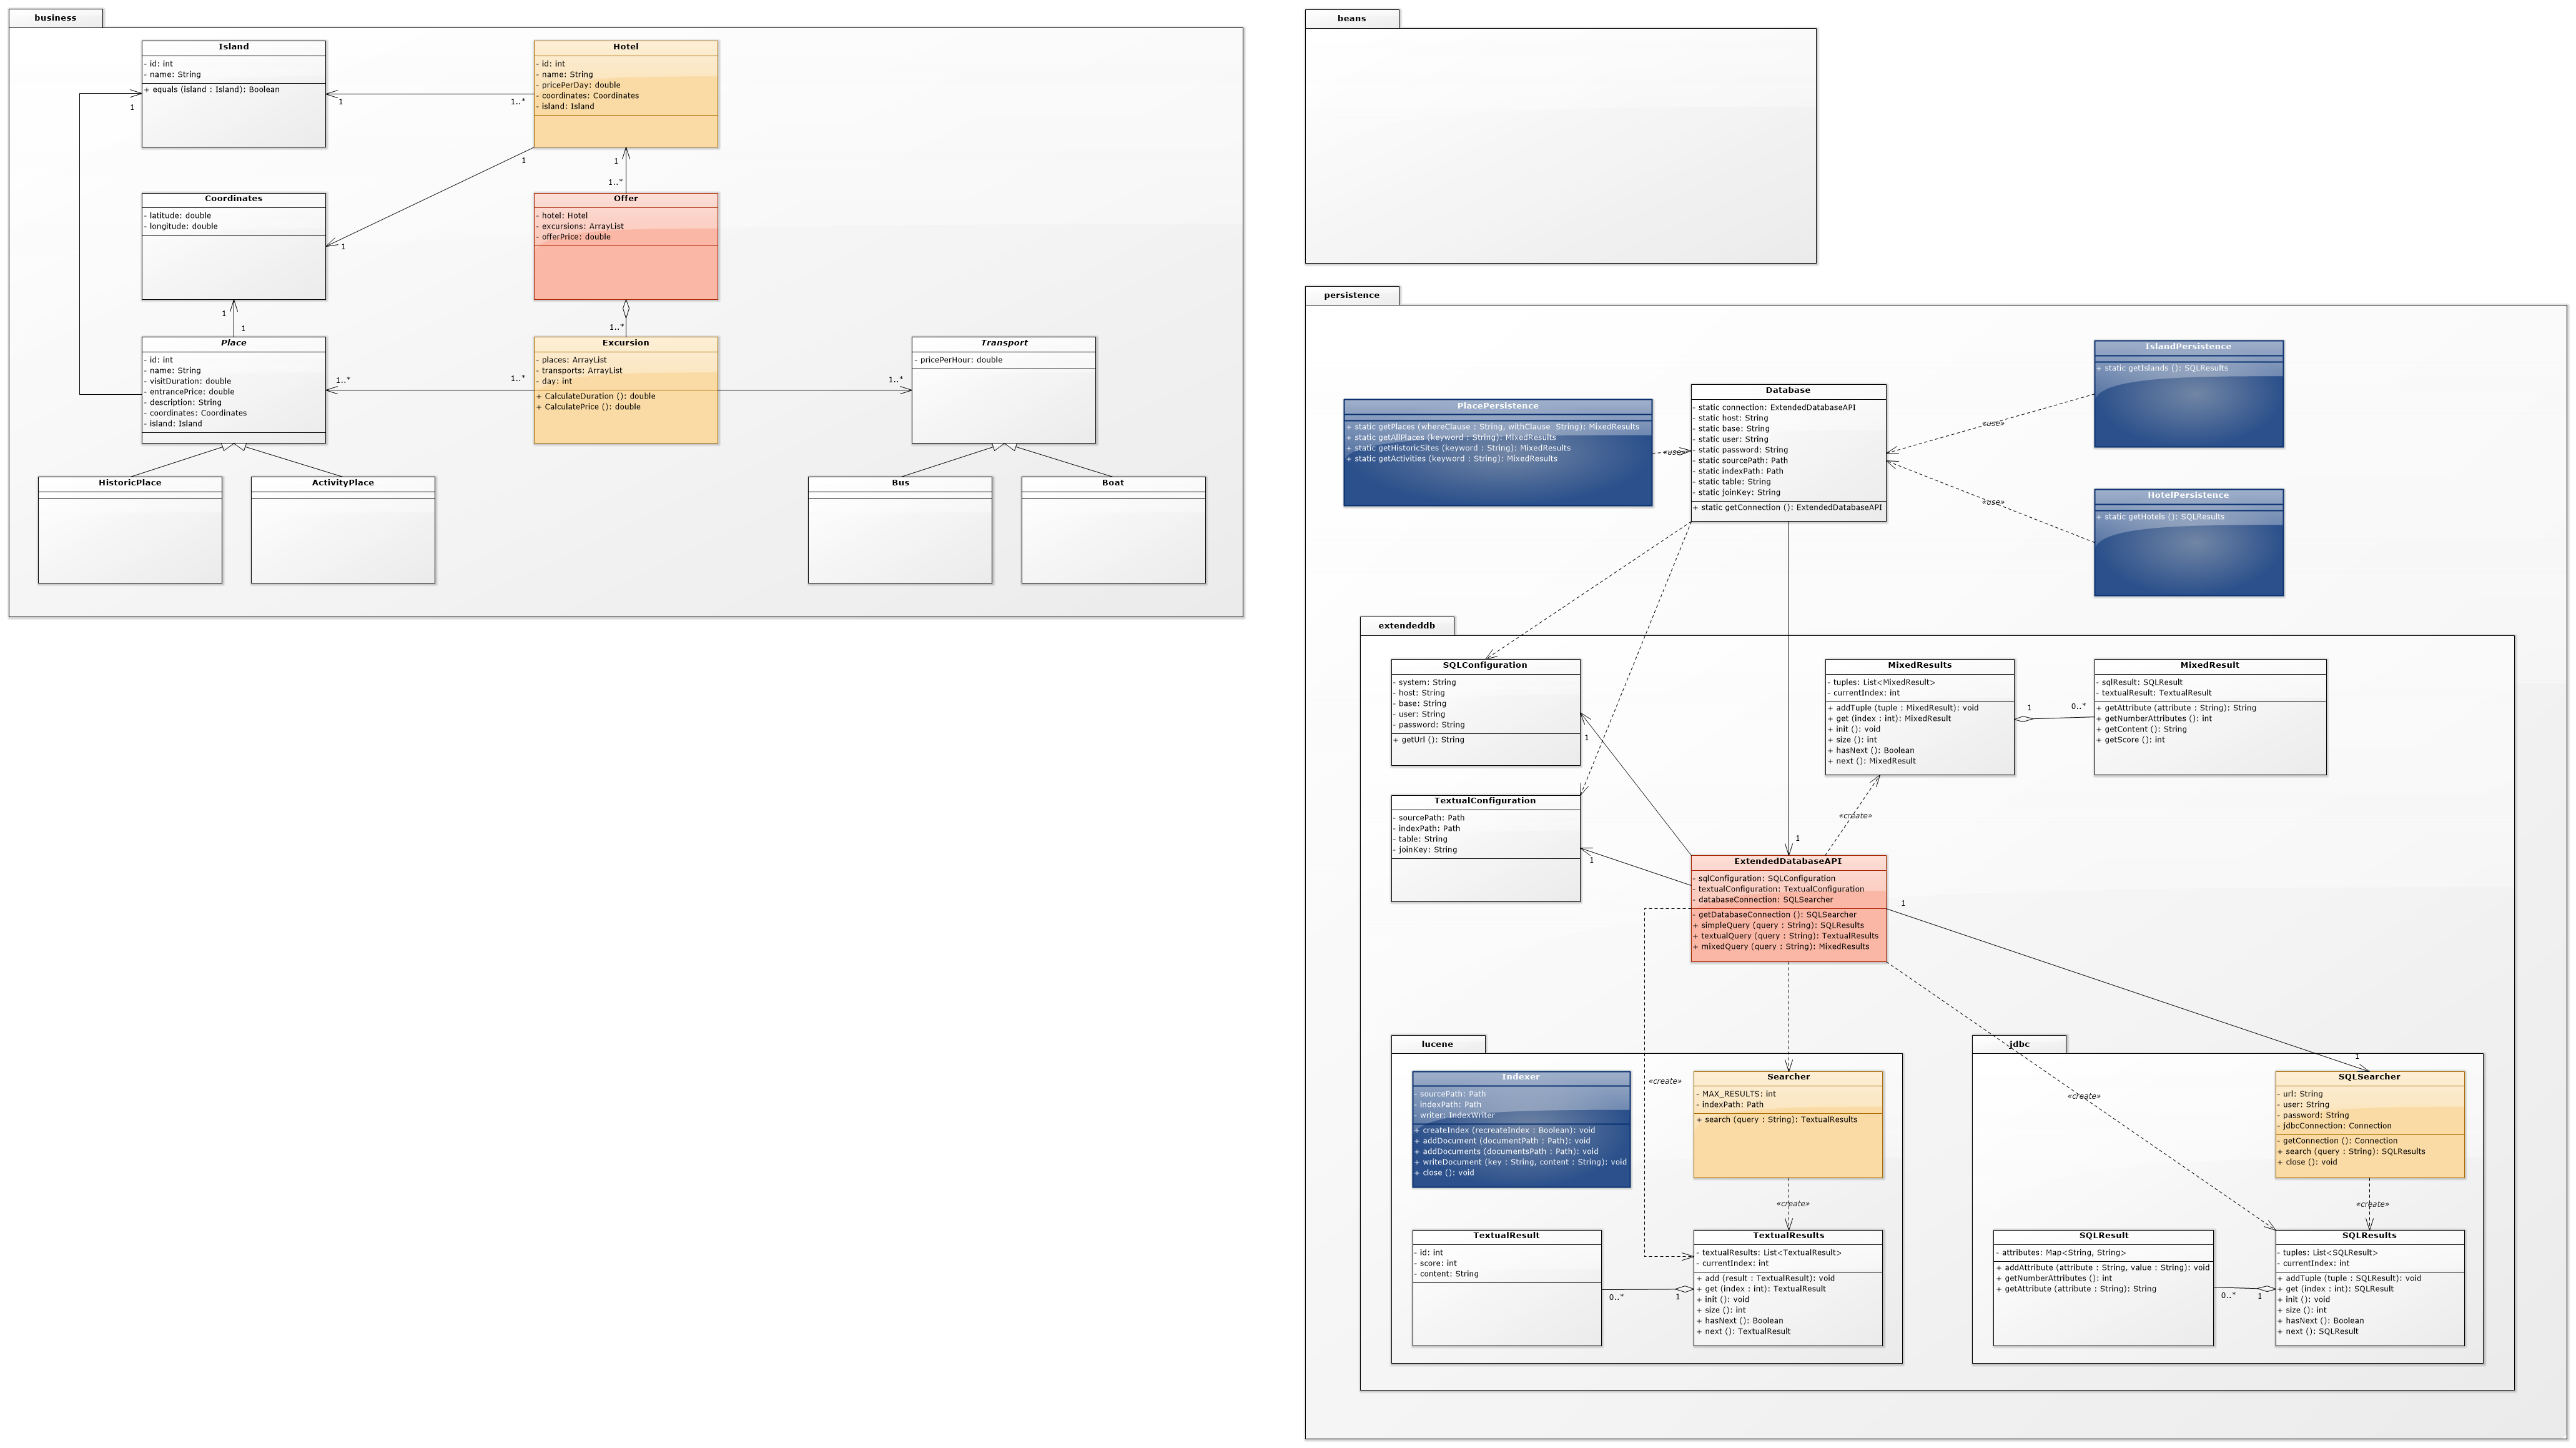 business
Island
- id: int
- name: String
+ equals (island : Island): Boolean
1
1
1..*
Hotel
- id: int
- name: String
- pricePerDay: double
- coordinates: Coordinates
- island: Island
1
1
1..*
Coordinates
- latitude: double
- longitude: double
1
Offer
- hotel: Hotel
- excursions: ArrayList
- offerPrice: double
1
1
1..*
Place
- id: int
- name: String
- visitDuration: double
- entrancePrice: double
- description: String
- coordinates: Coordinates
- island: Island
1..*
1..*
Excursion
- places: ArrayList
- transports: ArrayList
- day: int
+ CalculateDuration (): double
+ CalculatePrice (): double
1..*
Transport
- pricePerHour: double
HistoricPlace
ActivityPlace
Bus
Boat
beans
persistence
PlacePersistence
+ static getPlaces (whereClause : String, withClause  String): MixedResults
+ static getAllPlaces (keyword : String): MixedResults
+ static getHistoricSites (keyword : String): MixedResults
+ static getActivities (keyword : String): MixedResults
«use»
Database
- static connection: ExtendedDatabaseAPI
- static host: String
- static base: String
- static user: String
- static password: String
- static sourcePath: Path
- static indexPath: Path
- static table: String
- static joinKey: String
+ static getConnection (): ExtendedDatabaseAPI
IslandPersistence
+ static getIslands (): SQLResults
«use»
HotelPersistence
+ static getHotels (): SQLResults
«use»
extendeddb
SQLConfiguration
- system: String
- host: String
- base: String
- user: String
- password: String
+ getUrl (): String
1
MixedResults
- tuples: List<MixedResult>
- currentIndex: int
+ addTuple (tuple : MixedResult): void
+ get (index : int): MixedResult
+ init (): void
+ size (): int
+ hasNext (): Boolean
+ next (): MixedResult
1
0..*
MixedResult
- sqlResult: SQLResult
- textualResult: TextualResult
+ getAttribute (attribute : String): String
+ getNumberAttributes (): int
+ getContent (): String
+ getScore (): int
TextualConfiguration
- sourcePath: Path
- indexPath: Path
- table: String
- joinKey: String
1
«create»
1
ExtendedDatabaseAPI
- sqlConfiguration: SQLConfiguration
- textualConfiguration: TextualConfiguration
- databaseConnection: SQLSearcher
- getDatabaseConnection (): SQLSearcher
+ simpleQuery (query : String): SQLResults
+ textualQuery (query : String): TextualResults
+ mixedQuery (query : String): MixedResults
1
lucene
Indexer
- sourcePath: Path
- indexPath: Path
- writer: IndexWriter
+ createIndex (recreateIndex : Boolean): void
+ addDocument (documentPath : Path): void
+ addDocuments (documentsPath : Path): void
+ writeDocument (key : String, content : String): void
+ close (): void
«create»
Searcher
- MAX_RESULTS: int
- indexPath: Path
+ search (query : String): TextualResults
«create»
TextualResult
- id: int
- score: int
- content: String
0..*
1
TextualResults
- textualResults: List<TextualResult>
- currentIndex: int
+ add (result : TextualResult): void
+ get (index : int): TextualResult
+ init (): void
+ size (): int
+ hasNext (): Boolean
+ next (): TextualResult
jdbc
1
«create»
SQLSearcher
- url: String
- user: String
- password: String
- jdbcConnection: Connection
- getConnection (): Connection
+ search (query : String): SQLResults
+ close (): void
«create»
SQLResult
- attributes: Map<String, String>
+ addAttribute (attribute : String, value : String): void
+ getNumberAttributes (): int
+ getAttribute (attribute : String): String
0..*
1
SQLResults
- tuples: List<SQLResult>
- currentIndex: int
+ addTuple (tuple : SQLResult): void
+ get (index : int): SQLResult
+ init (): void
+ size (): int
+ hasNext (): Boolean
+ next (): SQLResult